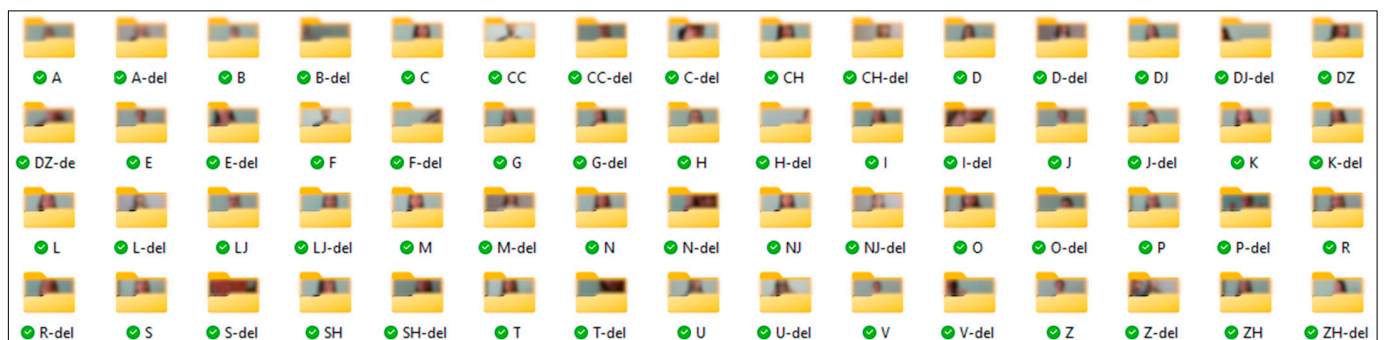 A A-del B B-del C CC CC-del C-del CH CH-del D D-del DJ DJ-del DZ
DZ-de E E-del F F-del G G-del H H-del I I-del J J-del K K-del
L L-del LJ LJ-del M M-del N N-del NJ NJ-del O O-del P P-del R
R-del S S-del SH SH-del T T-del U U-del V V-del Z Z-del ZH ZH-del